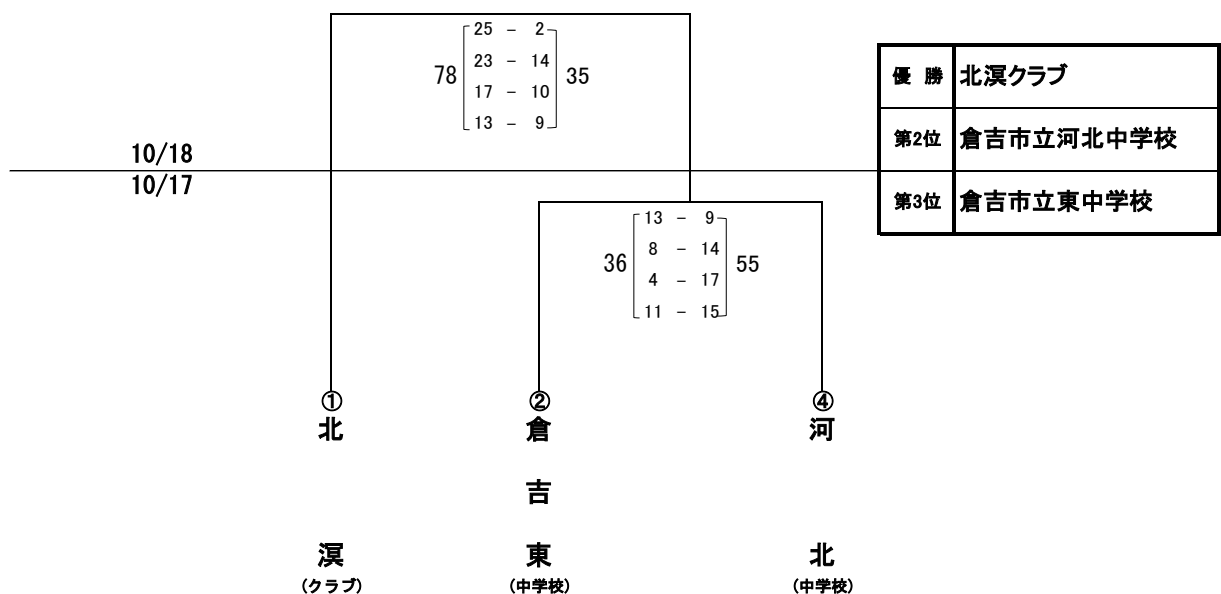 25 － 2
23 － 14
78 35
17 － 10
13 － 9
優 勝 北溟クラブ
第2位 倉吉市立河北中学校
第3位 倉吉市立東中学校
10/18
10/17
13 － 9
8 － 14
36 55
4 － 17
11 － 15
① ② ④
北溟
(クラブ)
倉吉東
(中学校)
河北
(中学校)